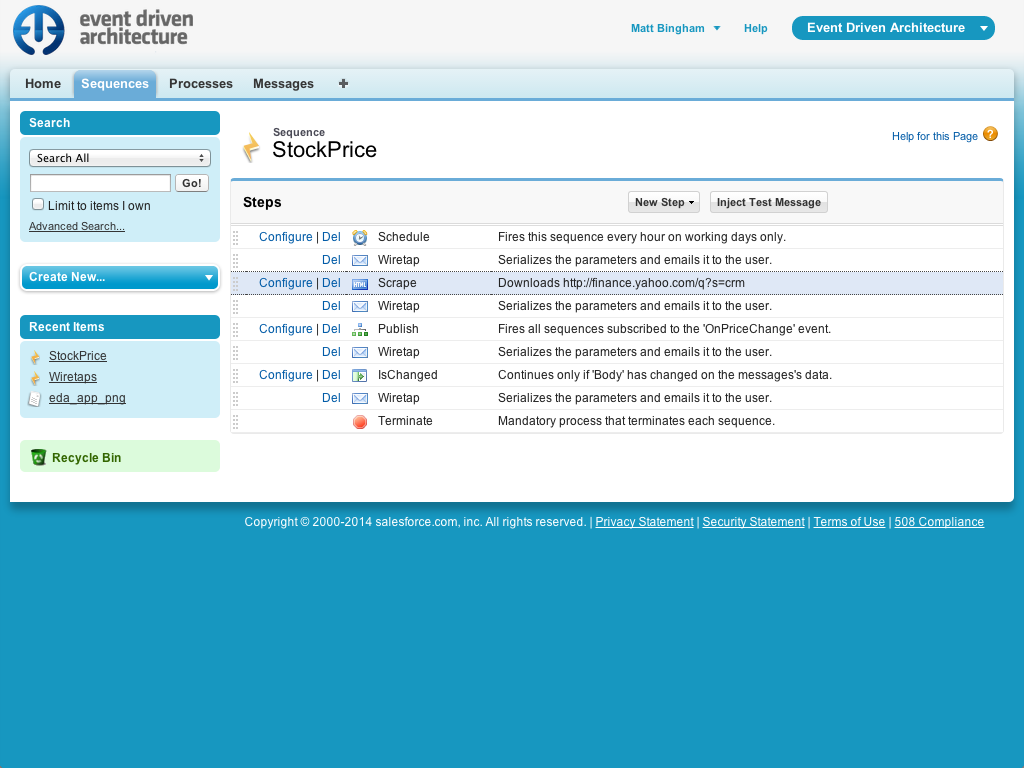 event driven
architecture
Matt Bingham
Help
Event Driven Architecture
Home
Sequences
Processes
Messages
Search
Search All
Go!
Limit to items I own
Advanced Search...
Create New...
Recent Items
StockPrice
Wiretaps
eda_app_png
Recycle Bin
Sequence
StockPrice
Help for this Page ?
Steps
New Step
Inject Test Message
Configure | Del Schedule Fires this sequence every hour on working days only.
Del Wiretap Serializes the parameters and emails it to the user.
Configure | Del HTML Scrape Downloads http://finance.yahoo.com/q?s=crm
Del Wiretap Serializes the parameters and emails it to the user.
Configure | Del Publish Fires all sequences subscribed to the 'OnPriceChange' event.
Del Wiretap Serializes the parameters and emails it to the user.
Configure | Del IsChanged Continues only if 'Body' has changed on the messages's data.
Del Wiretap Serializes the parameters and emails it to the user.
Terminate Mandatory process that terminates each sequence.
Copyright © 2000-2014 salesforce.com, inc. All rights reserved. | Privacy Statement | Security Statement | Terms of Use | 508 Compliance